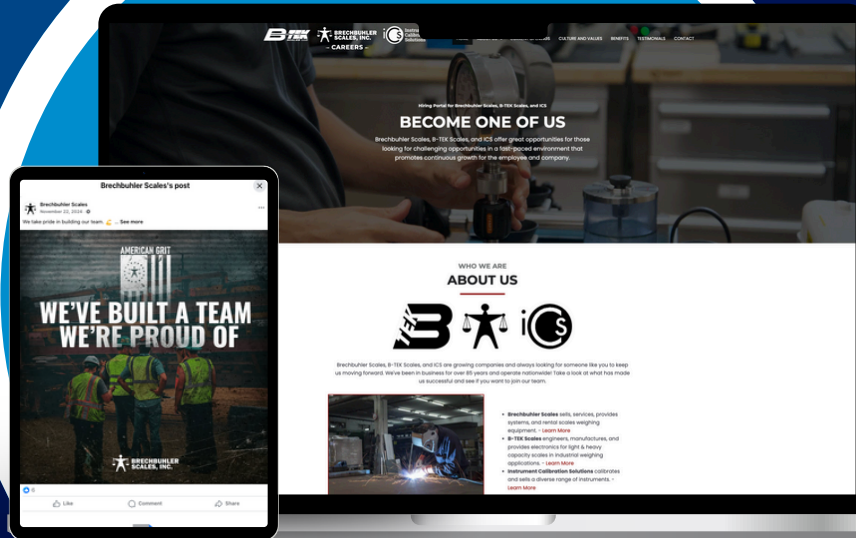 B-TEK
BRECHBUHLER
SCALES, INC.
- CAREERS -
iCS
CULTURE AND VALUES
BENEFITS
TESTIMONIALS
CONTACT
Hiring Portal for Brechbuhler Scales, B-TEK Scales, and ICS
BECOME ONE OF US
Brechbuhler Scales, B-TEK Scales, and ICS offer great opportunities for those
looking for challenging opportunities in a fast-paced environment that
promotes continuous growth for the employee and company.
WHO WE ARE
ABOUT US
B TEK
iCS
Brechbuhler Scales, B-TEK Scales, and ICS are growing companies and always looking for someone like you to keep
us moving forward. We've been in business for over 85 years and operate nationwide! Take a look at what has made
us successful and see if you want to join our team.
• Brechbuhler Scales sells, services, provides
systems, and rental scales weighing
equipment. - Learn More
• B-TEK Scales engineers, manufactures, and
provides electronics for light & heavy
capacity scales in industrial weighing
applications. - Learn More
• Instrument Calibration Solutions calibrates
and sells a diverse range of instruments. -
Learn More
Brechbuhler Scales's post
Brechbuhler Scales
November 22, 2024
We take pride in building our team. 💪 ... See more
AMERICAN GRIT
WE'VE BUILT A TEAM
WE'RE PROUD OF
BRECHBUHLER
SCALES, INC.
6
Like
Comment
Share